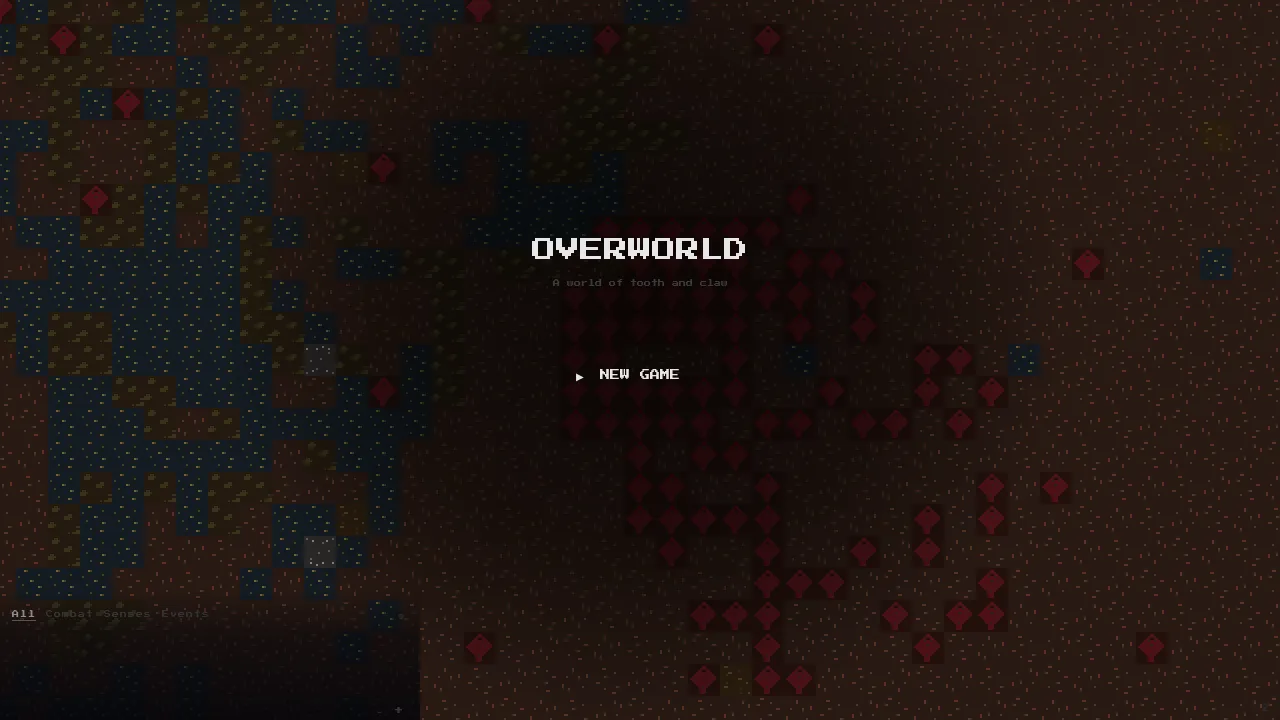 OVERWORLD
A world of tooth and claw
▶ NEW GAME
All Combat Senses Events
+